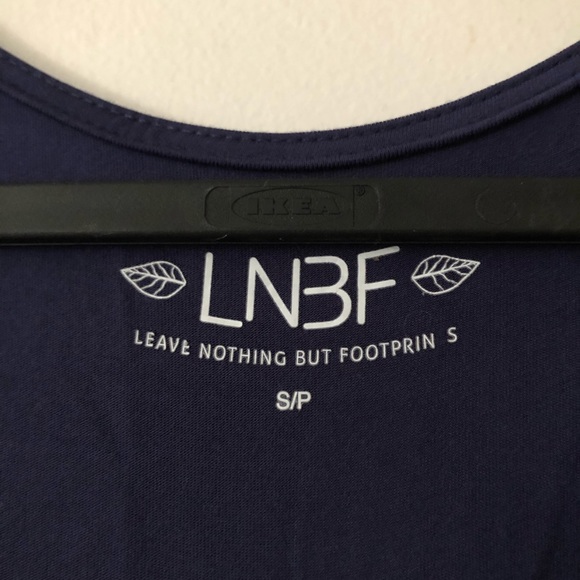 IKEA
LNBF
LEAVE NOTHING BUT FOOTPRIN S
S/P